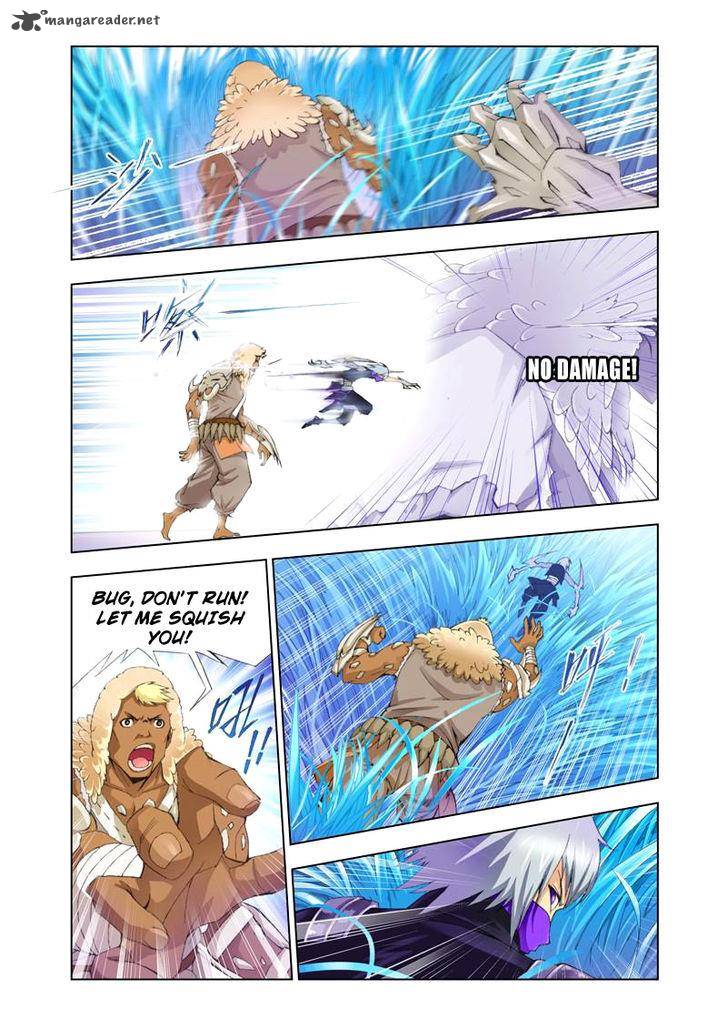 mangareader.net
NO DAMAGE!
BUG, DON'T RUN!
LET ME SQUISH
YOU!